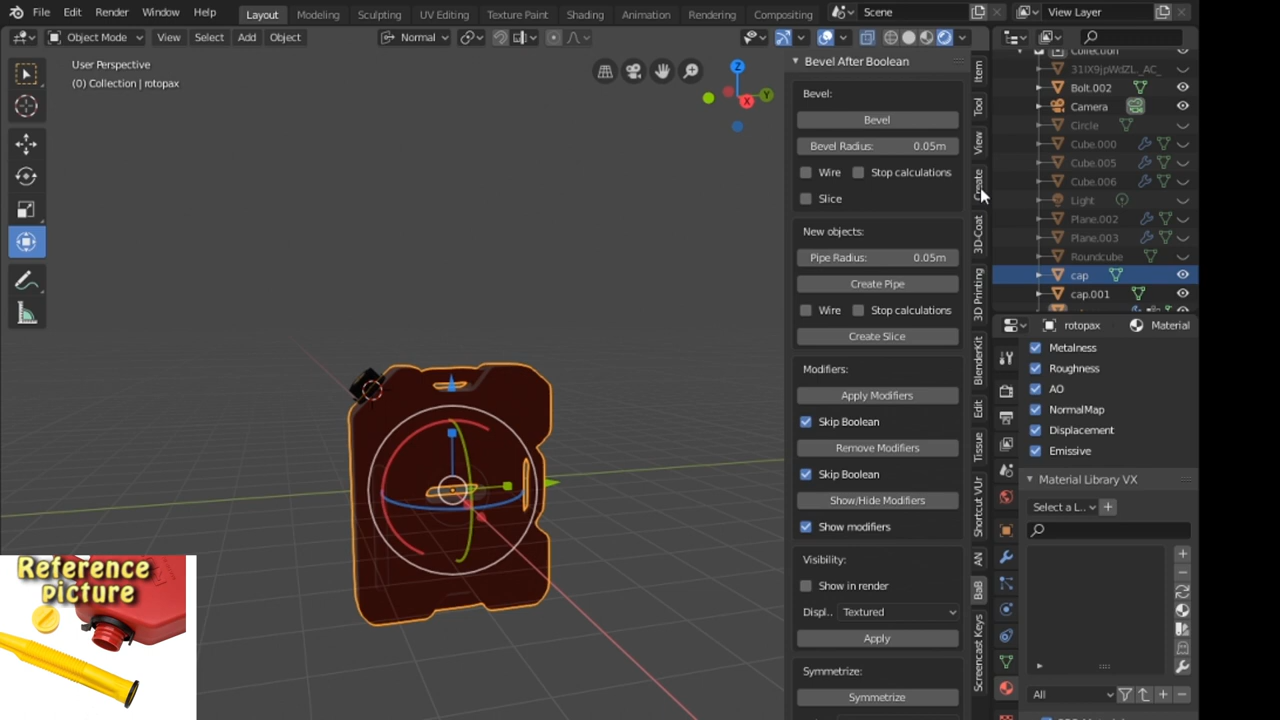 File Edit Render Window Help Layout Modeling Sculpting UV Editing Texture Paint Shading Animation Rendering Compositing Scene View Layer
Object Mode View Select Add Object Normal
User Perspective
(0) Collection | rotopax
Z
X
Y
Bevel After Boolean
Bevel:
Bevel
Bevel Radius: 0.05m
Wire Stop calculations
Slice
New objects:
Pipe Radius: 0.05m
Create Pipe
Wire Stop calculations
Create Slice
Modifiers:
Apply Modifiers
Skip Boolean
Remove Modifiers
Skip Boolean
Show/Hide Modifiers
Show modifiers
Visibility:
Show in render
Displ.. Textured
Apply
Symmetrize:
Symmetrize
Item
Tool
View
Create
3D-Coat
3D Printing
BlenderKit
Edit
Tissue
Shortcut VUr
AN
BaB
Screencast Keys
Collection
31IX9jpWdZL._AC_
Bolt.002
Camera
Circle
Cube.000
Cube.005
Cube.006
Light
Plane.002
Plane.003
Roundcube
cap
cap.001
rotopax Material
Metalness
Roughness
AO
NormalMap
Displacement
Emissive
Material Library VX
Select a L..
All
Reference
picture